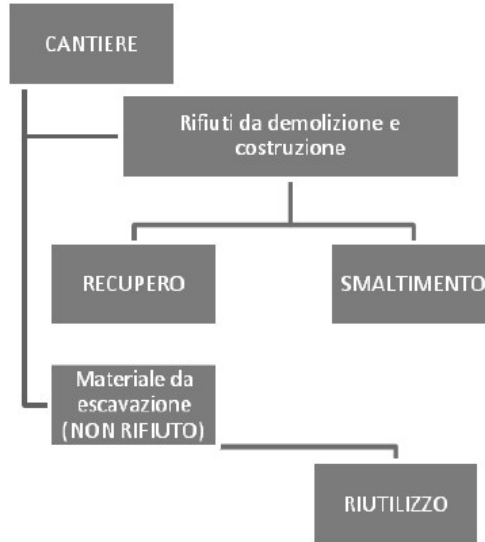 CANTIERE
Rifiuti da demolizione e
costruzione
RECUPERO
SMALTIMENTO
Materiale da
escavazione
(NON RIFIUTO)
RIUTILIZZO